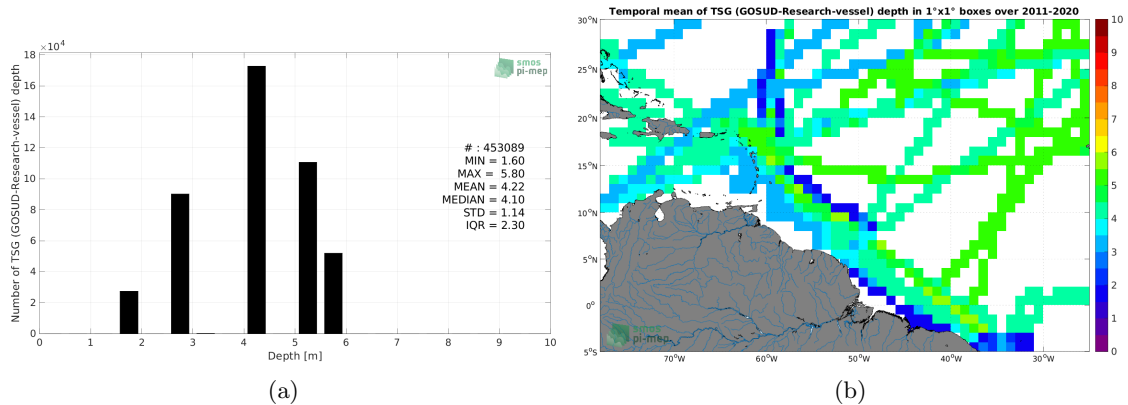 ×10⁴
18
16
14
12
10
8
6
4
2
0
0 1 2 3 4 5 6 7 8 9 10
Number of TSG (GOSUD-Research-vessel) depth
Depth [m]
smos
pi-mep
# : 453089
MIN = 1.60
MAX = 5.80
MEAN = 4.22
MEDIAN = 4.10
STD = 1.14
IQR = 2.30
(a)
Temporal mean of TSG (GOSUD-Research-vessel) depth in 1°x1° boxes over 2011-2020
30°N
25°N
20°N
15°N
10°N
5°N
0°
5°S
70°W 60°W 50°W 40°W 30°W
smos
pi-mep
10
9
8
7
6
5
4
3
2
1
0
(b)